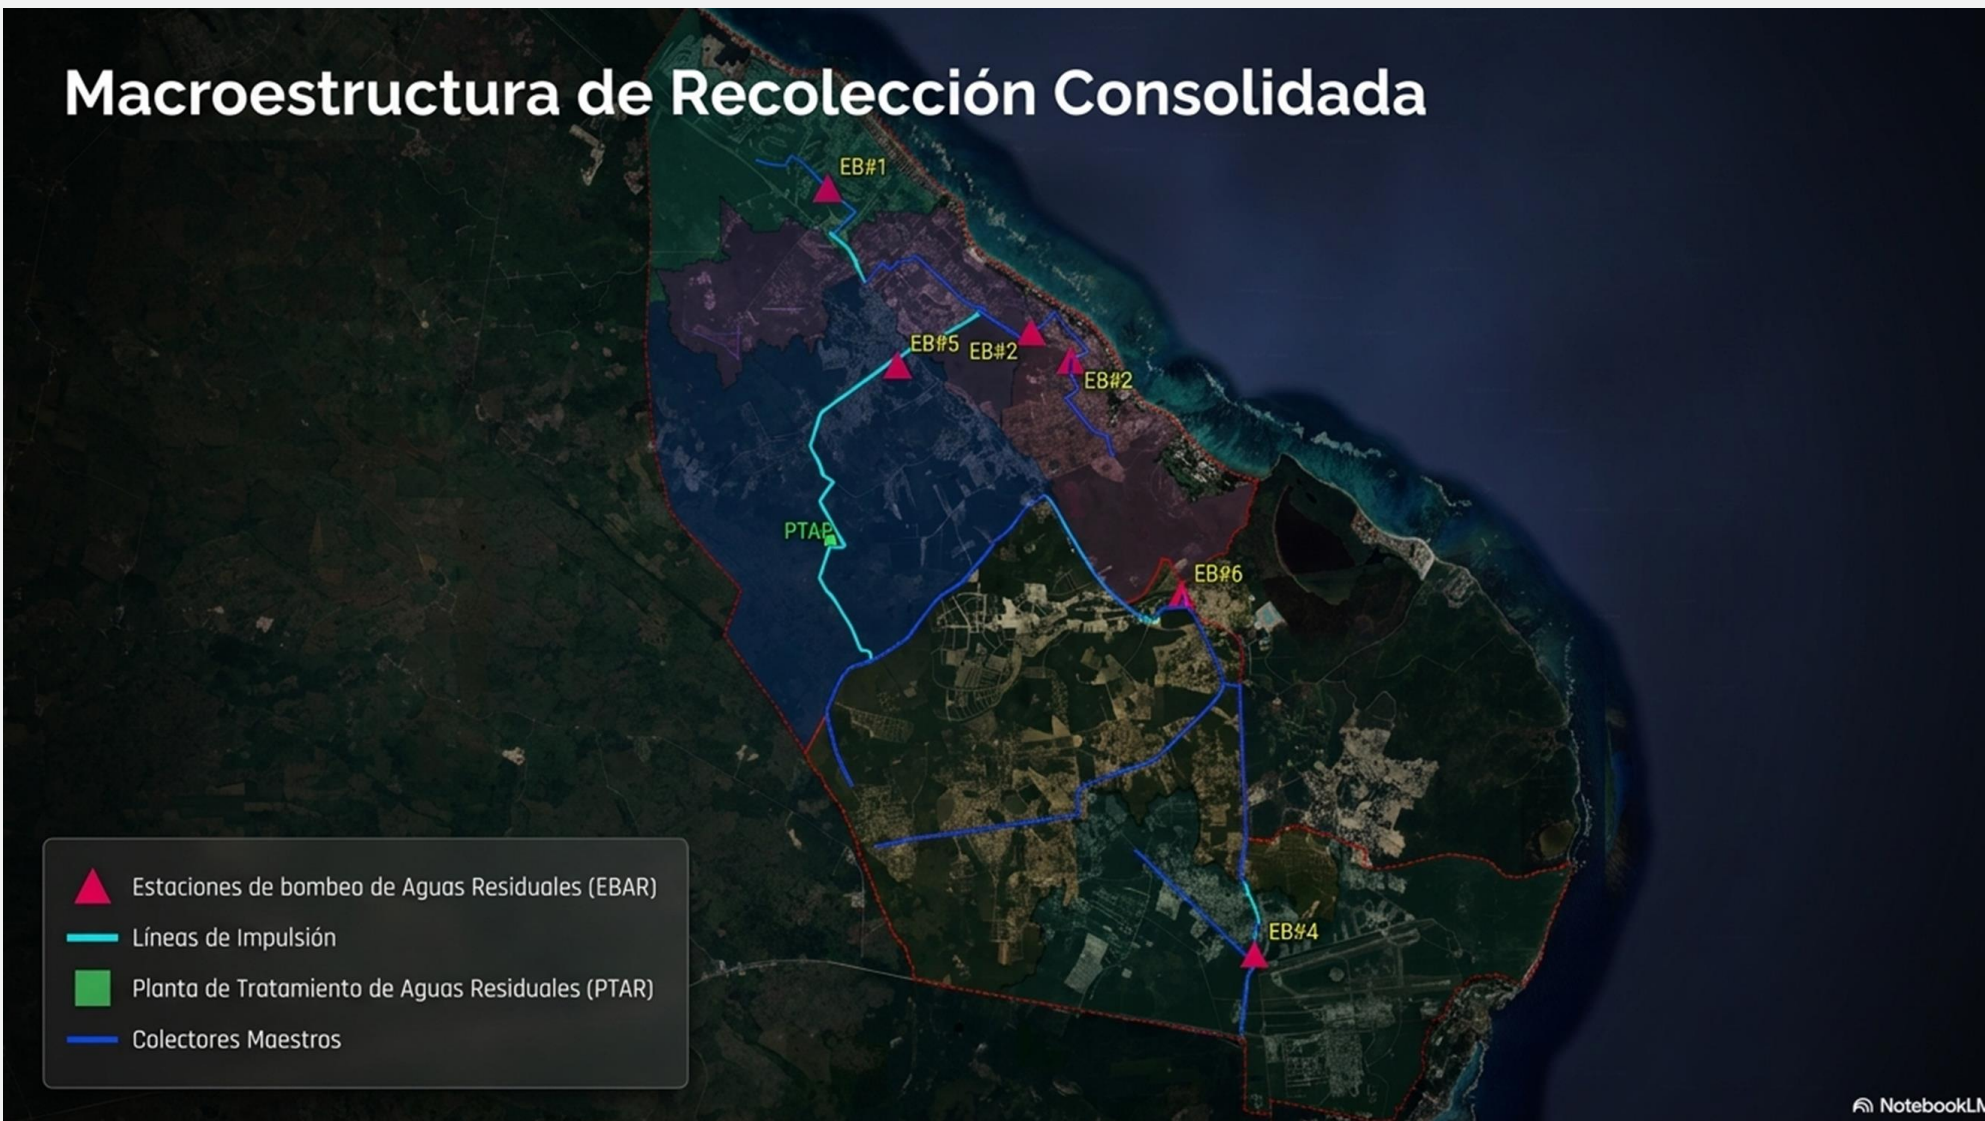 Macroestructura de Recolección Consolidada
EB#1
EB#5
EB#2
EB#2
PTAP
EB#6
EB#4
Estaciones de bombeo de Aguas Residuales (EBAR)
Líneas de Impulsión
Planta de Tratamiento de Aguas Residuales (PTAR)
Colectores Maestros
NotebookLM